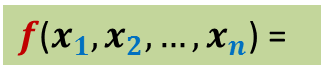 f(x₁, x₂, ..., xₙ) =